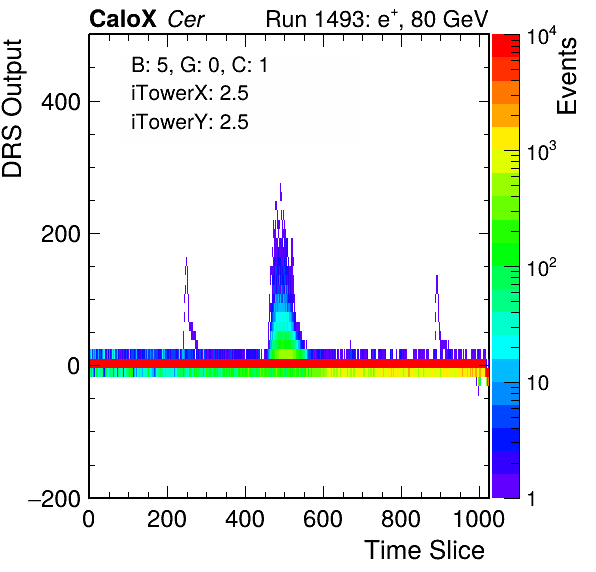 CaloX Cer Run 1493: e⁺, 80 GeV
B: 5, G: 0, C: 1
iTowerX: 2.5
iTowerY: 2.5
DRS Output
400
200
0
−200
0 200 400 600 800 1000
Time Slice
Events
10⁴
10³
10²
10
1